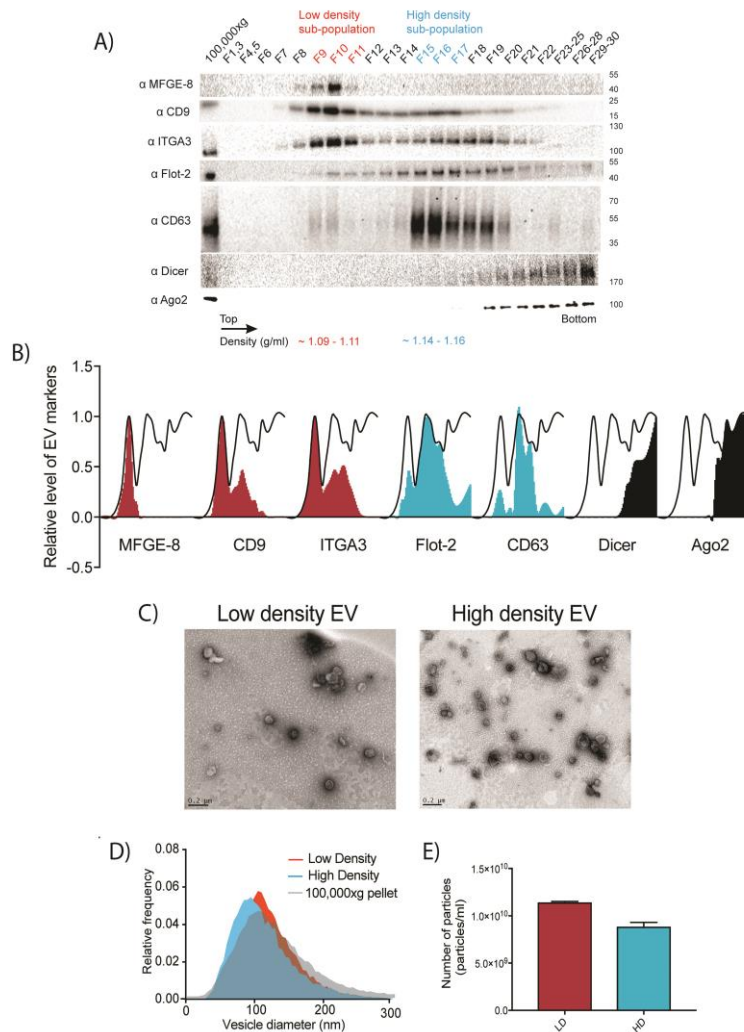 A)
Low density
sub-population
High density
sub-population
100,000xg F1,3 F4,5 F6 F7 F8 F9 F10 F11 F12 F13 F14 F15 F16 F17 F18 F19 F20 F21 F22 F23-25 F26-28 F29-30
α MFGE-8 55 40
α CD9 25 15
α ITGA3 130 100
α Flot-2 55 40
α CD63 70 55 35
α Dicer 170
α Ago2 100
Top Bottom
Density (g/ml) ~ 1.09 - 1.11 ~ 1.14 - 1.16
B)
Relative level of EV markers
1.5
1.0
0.5
0.0
-0.5
MFGE-8 CD9 ITGA3 Flot-2 CD63 Dicer Ago2
C) Low density EV High density EV
0.2 µm 0.2 µm
D)
Relative frequency
0.08
0.06
0.04
0.02
0
0 100 200 300
Vesicle diameter (nm)
Low Density
High Density
100,000xg pellet
E)
Number of particles
(particles/ml)
1.5×10¹⁰
1.0×10¹⁰
5.0×10⁹
0.0
LD HD